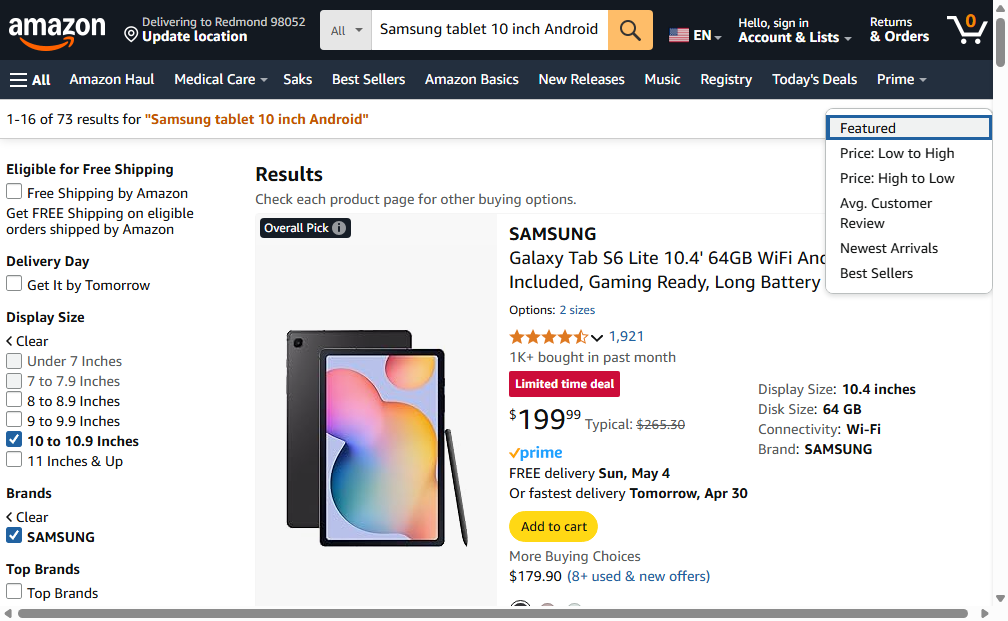 amazon
Delivering to Redmond 98052
Update location
All
Samsung tablet 10 inch Android
EN
Hello, sign in
Account & Lists
Returns
& Orders
0
All
Amazon Haul
Medical Care
Saks
Best Sellers
Amazon Basics
New Releases
Music
Registry
Today's Deals
Prime
1-16 of 73 results for "Samsung tablet 10 inch Android"
Featured
Price: Low to High
Price: High to Low
Avg. Customer
Review
Newest Arrivals
Best Sellers
Eligible for Free Shipping
Free Shipping by Amazon
Get FREE Shipping on eligible
orders shipped by Amazon
Delivery Day
Get It by Tomorrow
Display Size
Clear
Under 7 Inches
7 to 7.9 Inches
8 to 8.9 Inches
9 to 9.9 Inches
10 to 10.9 Inches
11 Inches & Up
Brands
Clear
SAMSUNG
Top Brands
Top Brands
Results
Check each product page for other buying options.
Overall Pick
SAMSUNG
Galaxy Tab S6 Lite 10.4' 64GB WiFi
Included, Gaming Ready, Long Battery
Options: 2 sizes
1,921
1K+ bought in past month
Limited time deal
$19999 Typical: $265.30
prime
FREE delivery Sun, May 4
Or fastest delivery Tomorrow, Apr 30
Add to cart
More Buying Choices
$179.90 (8+ used & new offers)
Display Size: 10.4 inches
Disk Size: 64 GB
Connectivity: Wi-Fi
Brand: SAMSUNG